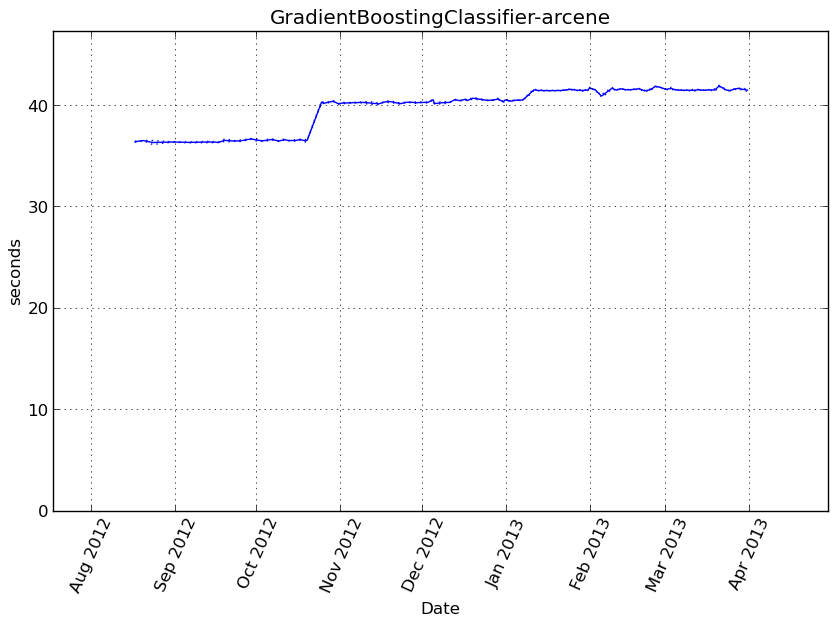 GradientBoostingClassifier-arcene
40
30
20
10
0
seconds
Aug 2012
Sep 2012
Oct 2012
Nov 2012
Dec 2012
Jan 2013
Feb 2013
Mar 2013
Apr 2013
Date